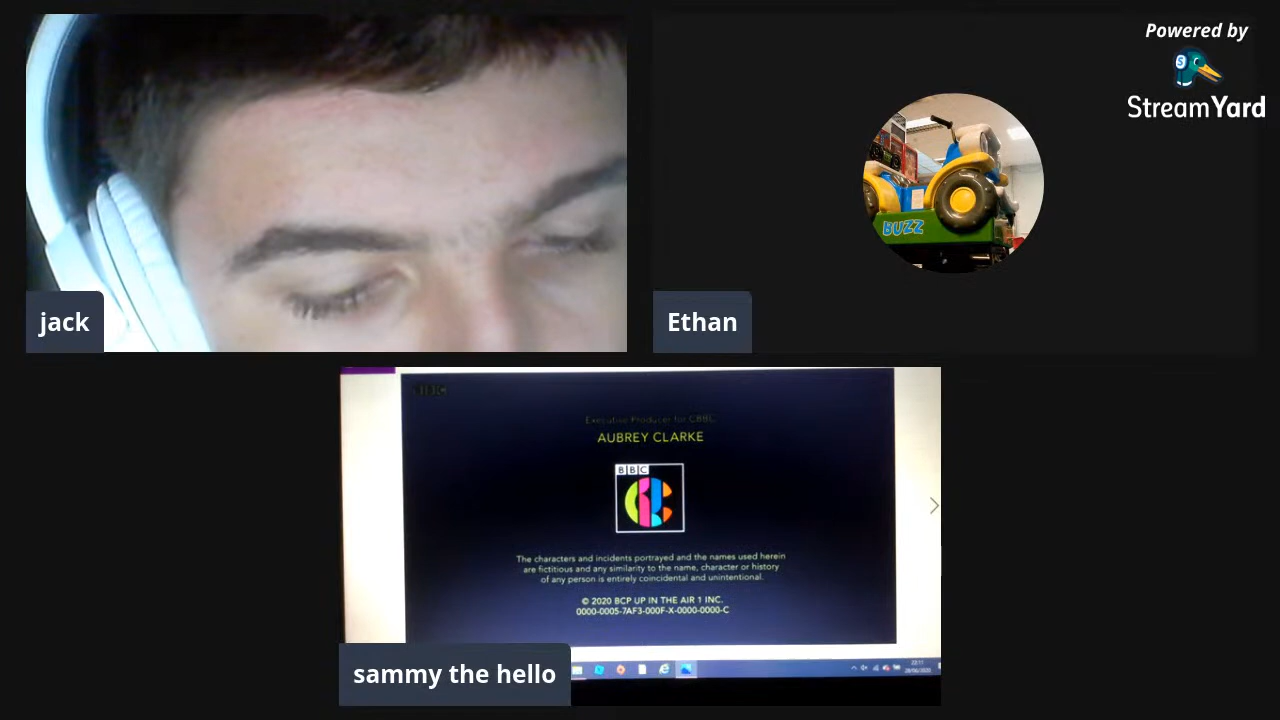 Powered by
StreamYard
BUZZ
jack
Ethan
BBC
Executive Producer for CBBC
AUBREY CLARKE
BBC
The characters and incidents portrayed and the names used herein
are fictitious and any similarity to the name, character or history
of any person is entirely coincidental and unintentional.
© 2020 BCP UP IN THE AIR 1 INC.
0000-0005-7AF3-000F-X-0000-0000-C
sammy the hello
22:11